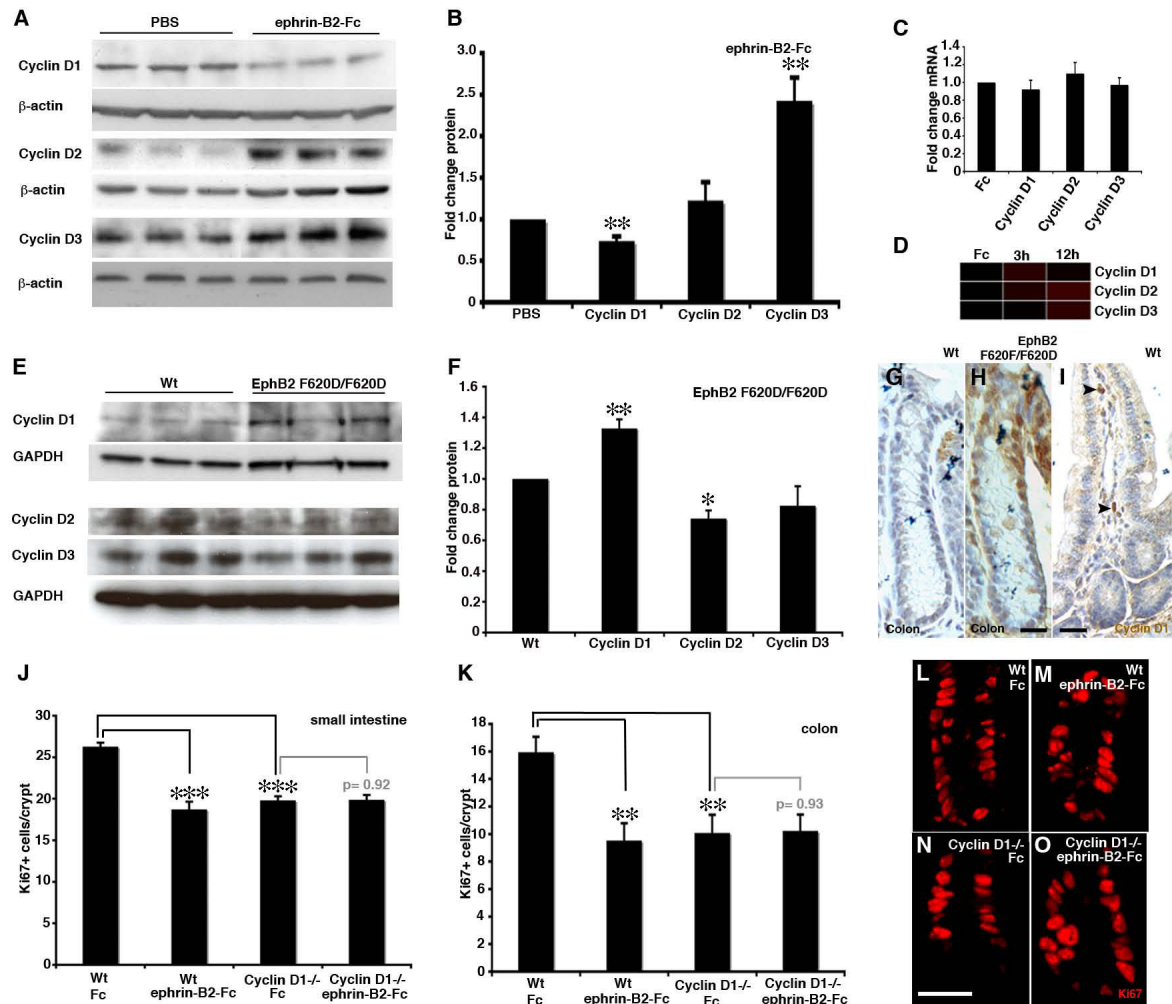 A
PBS
ephrin-B2-Fc
Cyclin D1
β-actin
Cyclin D2
β-actin
Cyclin D3
β-actin
B
ephrin-B2-Fc
Fold change protein
3.0
2.5
2.0
1.5
1.0
0.5
0
**
**
PBS
Cyclin D1
Cyclin D2
Cyclin D3
C
Fold change mRNA
1.4
1.2
1.0
0.8
0.6
0.4
0.2
0
Fc
Cyclin D1
Cyclin D2
Cyclin D3
D
Fc
3h
12h
Cyclin D1
Cyclin D2
Cyclin D3
E
Wt
EphB2 F620D/F620D
Cyclin D1
GAPDH
Cyclin D2
Cyclin D3
GAPDH
F
EphB2 F620D/F620D
Fold change protein
1.6
1.4
1.2
1.0
0.8
0.6
0.4
0.2
0
**
*
Wt
Cyclin D1
Cyclin D2
Cyclin D3
Wt
EphB2
F620F/F620D
Wt
G
H
I
Colon
Colon
Cyclin D1
J
small intestine
Ki67+ cells/crypt
30
25
20
15
10
5
0
***
***
p= 0.92
Wt
Fc
Wt
ephrin-B2-Fc
Cyclin D1-/-
Fc
Cyclin D1-/-
ephrin-B2-Fc
K
colon
Ki67+ cells/crypt
18
16
14
12
10
8
6
4
2
0
**
**
p= 0.93
Wt
Fc
Wt
ephrin-B2-Fc
Cyclin D1-/-
Fc
Cyclin D1-/-
ephrin-B2-Fc
L
Wt
Fc
M
Wt
ephrin-B2-Fc
N
Cyclin D1-/-
Fc
O
Cyclin D1-/-
ephrin-B2-Fc
Ki67